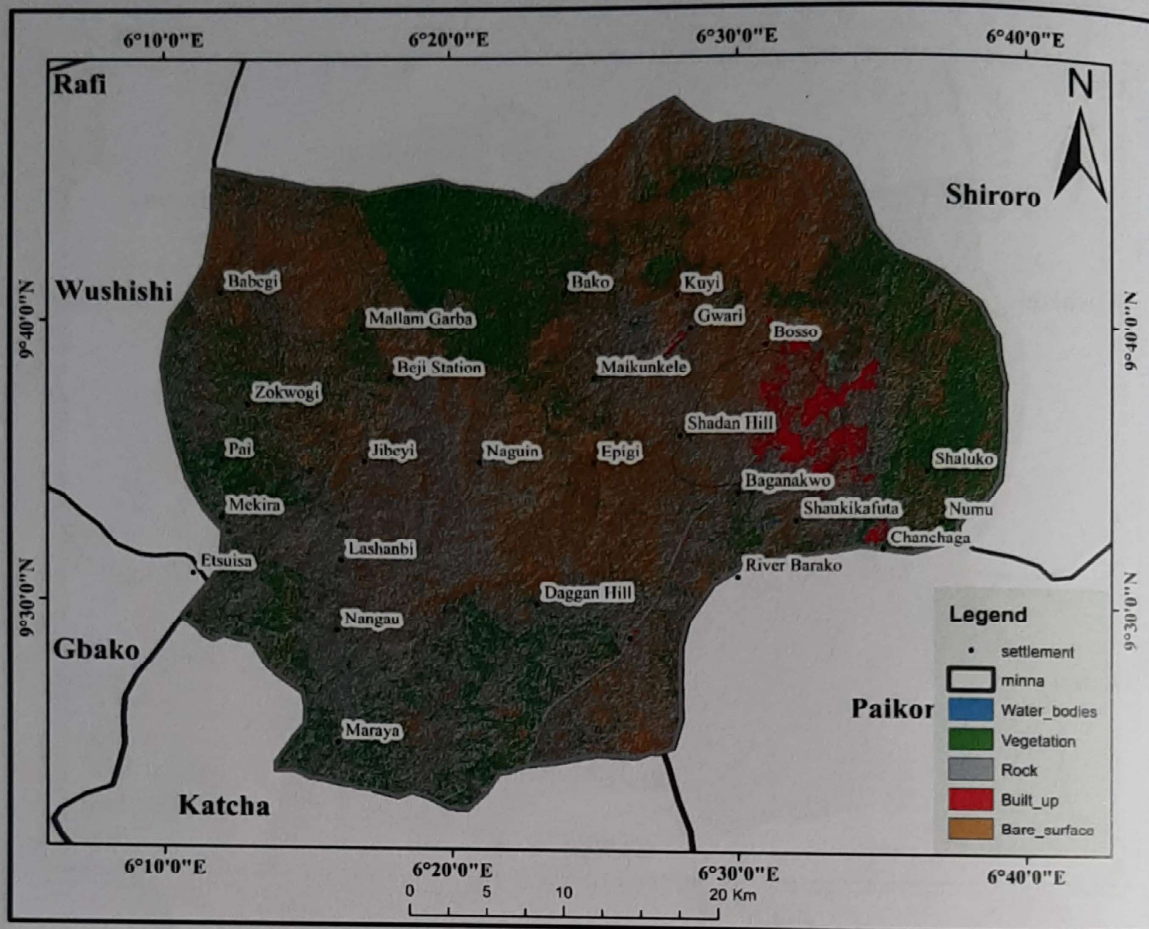 6°10'0"E 6°20'0"E 6°30'0"E 6°40'0"E
Rafi
N
Shiroro
Babegi
Bako
Kuyi
Wushishi
Mallam Garba
Gwari
9°40'0"N
9°40'0"N
Bosso
Beji Station
Maikunkele
Zokwogi
Shadan Hill
Pai
Jibeyi
Naguin
Epigi
Shaluko
Baganakwo
Mekira
Shaukikafuta
Numu
Chanchaga
Lashanbi
Etsuisa
River Barako
Daggan Hill
9°30'0"N
9°30'0"N
Nangau
Gbako
Legend
settlement
minna
Water_bodies
Vegetation
Rock
Built_up
Bare_surface
Paikor
Maraya
Katcha
6°10'0"E 6°20'0"E 6°30'0"E 6°40'0"E
0 5 10 20 Km